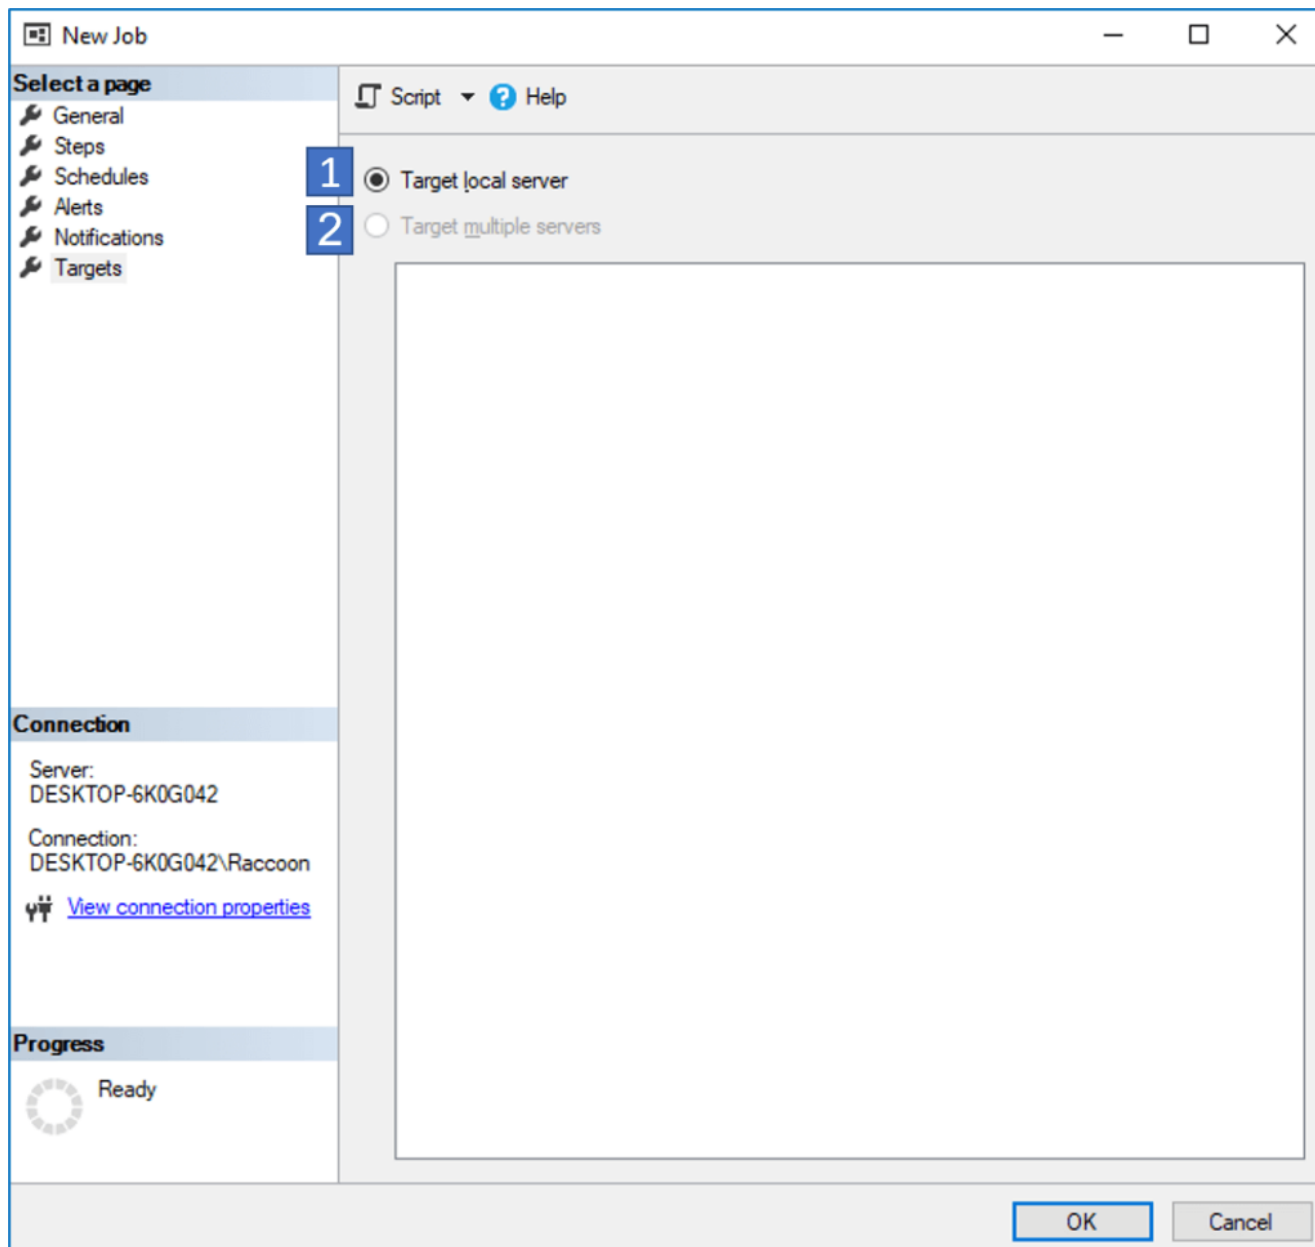 New Job
Select a page
General
Steps
Schedules
Alerts
Notifications
Targets
Script
Help
1
Target local server
2
Target multiple servers
Connection
Server:
DESKTOP-6K0G042
Connection:
DESKTOP-6K0G042\Raccoon
View connection properties
Progress
Ready
OK
Cancel